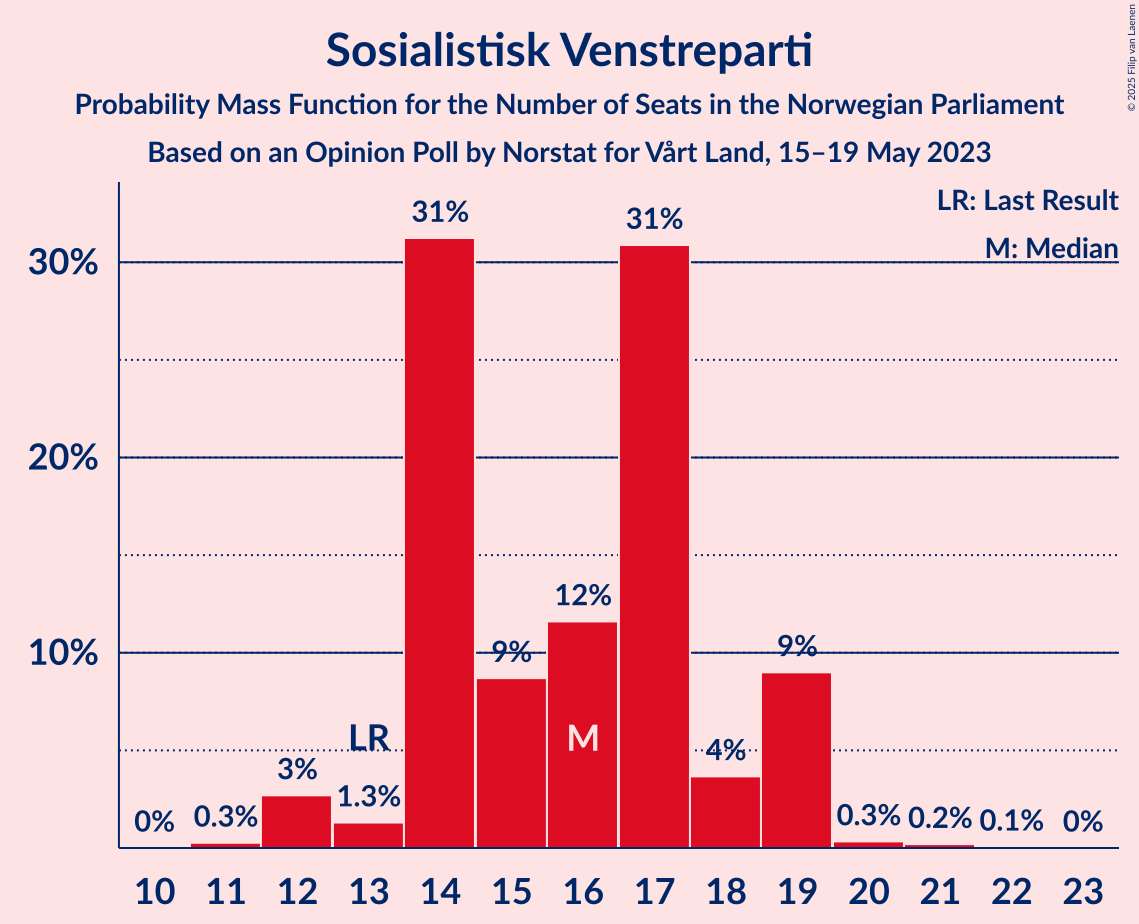 Sosialistisk Venstreparti
Probability Mass Function for the Number of Seats in the Norwegian Parliament
Based on an Opinion Poll by Norstat for Vårt Land, 15–19 May 2023
© 2025 Filip van Laenen
LR: Last Result
M: Median
30%
20%
10%
0%
0.3%
3%
1.3%
LR
31%
9%
12%
M
31%
4%
9%
0.3%
0.2%
0.1%
0%
10 11 12 13 14 15 16 17 18 19 20 21 22 23